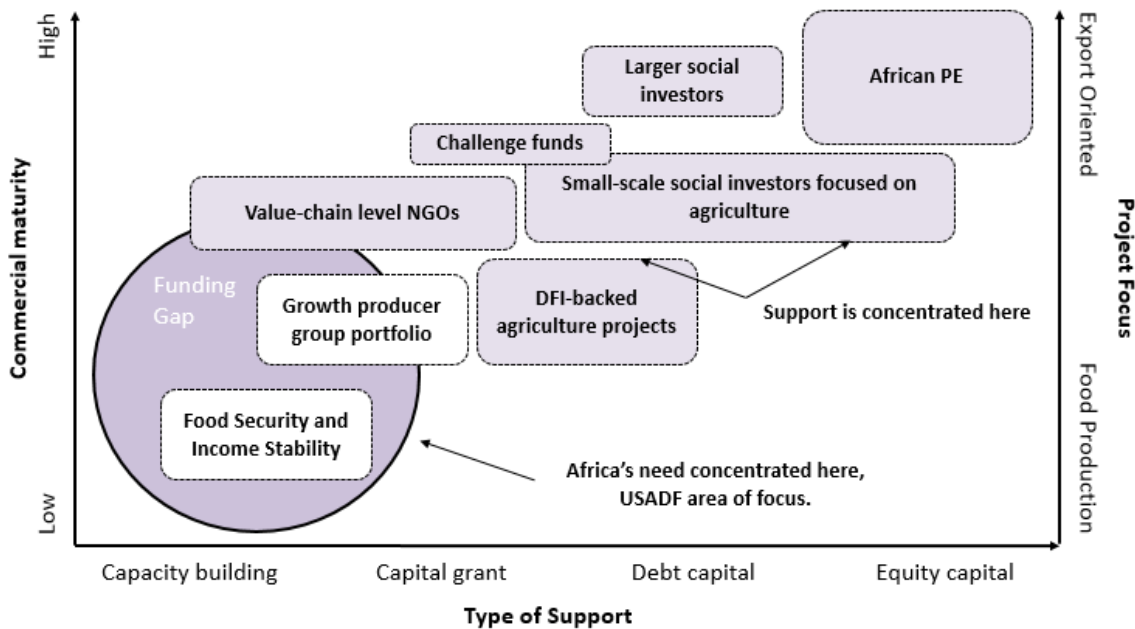 High
Export Oriented
Larger social
investors
African PE
Challenge funds
Small-scale social investors focused on
agriculture
Value-chain level NGOs
Commercial maturity
Project Focus
Funding
Gap
Growth producer
group portfolio
DFI-backed
agriculture projects
Support is concentrated here
Food Production
Food Security and
Income Stability
Africa’s need concentrated here,
USADF area of focus.
Low
Capacity building
Capital grant
Debt capital
Equity capital
Type of Support